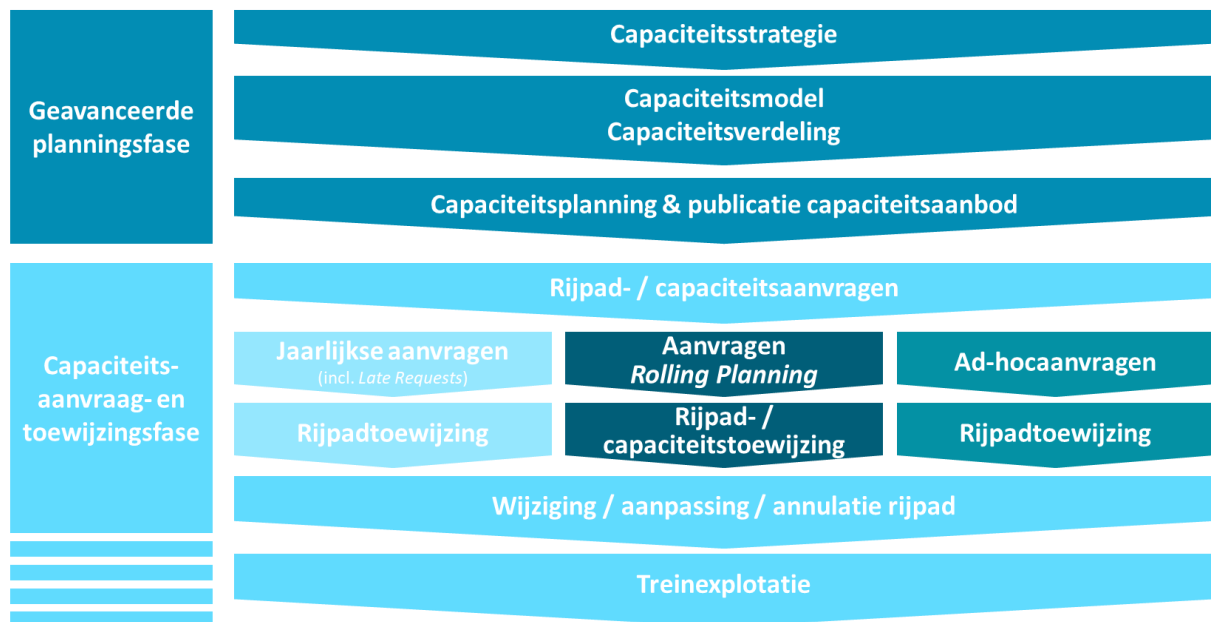 Geavanceerde
planningsfase
Capaciteitsstrategie
Capaciteitsmodel
Capaciteitsverdeling
Capaciteitsplanning & publicatie capaciteitsaanbod
Capaciteits-
aanvraag- en
toewijzingsfase
Rijpad- / capaciteitsaanvragen
Jaarlijkse aanvragen
(incl. Late Requests)
Rijpadtoewijzing
Aanvragen
Rolling Planning
Rijpad- /
capaciteitstoewijzing
Ad-hocaanvragen
Rijpadtoewijzing
Wijziging / aanpassing / annulatie rijpad
Treinexplotatie